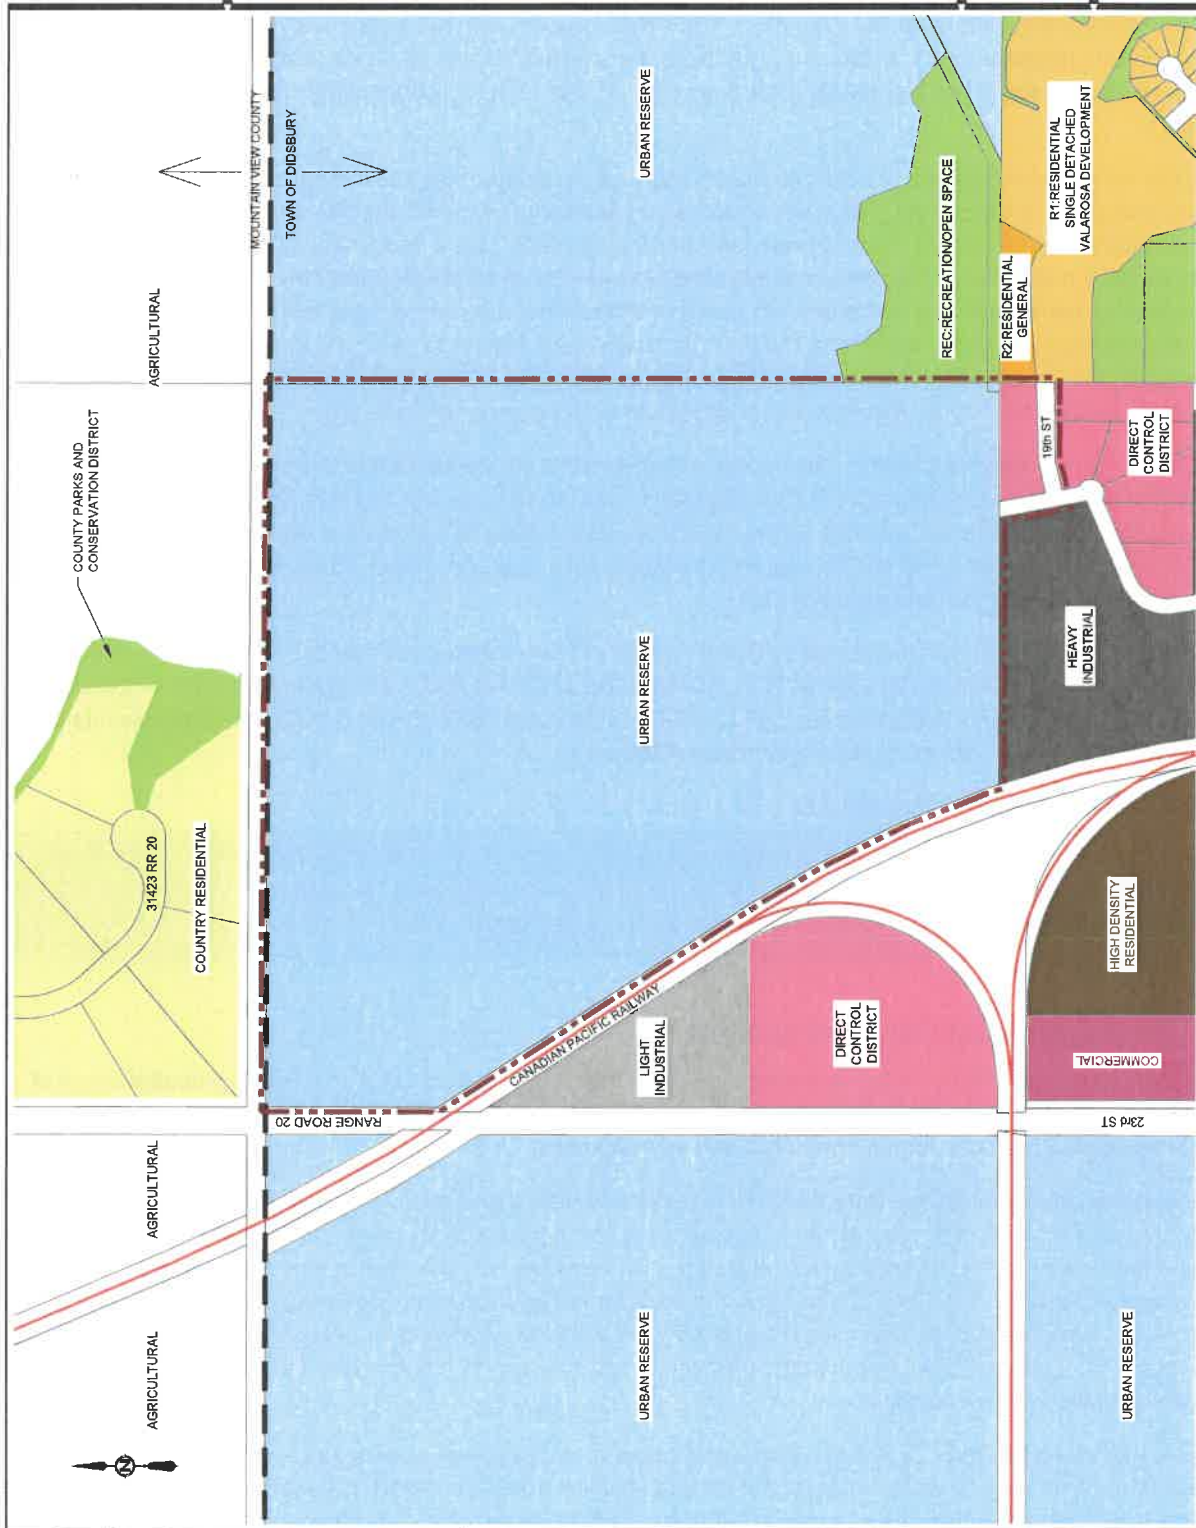 MOUNTAIN VIEW COUNTY
TOWN OF DIDSBURY
URBAN RESERVE
AGRICULTURAL
COUNTY PARKS AND
CONSERVATION DISTRICT
REC:RECREATION/OPEN SPACE
R1:RESIDENTIAL
SINGLE DETACHED
VALAROSA DEVELOPMENT
R2:RESIDENTIAL
GENERAL
19th ST
DIRECT
CONTROL
DISTRICT
31423 RR 20
COUNTRY RESIDENTIAL
URBAN RESERVE
HEAVY
INDUSTRIAL
CANADIAN PACIFIC RAILWAY
LIGHT
INDUSTRIAL
DIRECT
CONTROL
DISTRICT
HIGH DENSITY
RESIDENTIAL
COMMERCIAL
RANGE ROAD 20
23rd ST
AGRICULTURAL
AGRICULTURAL
N
URBAN RESERVE
URBAN RESERVE